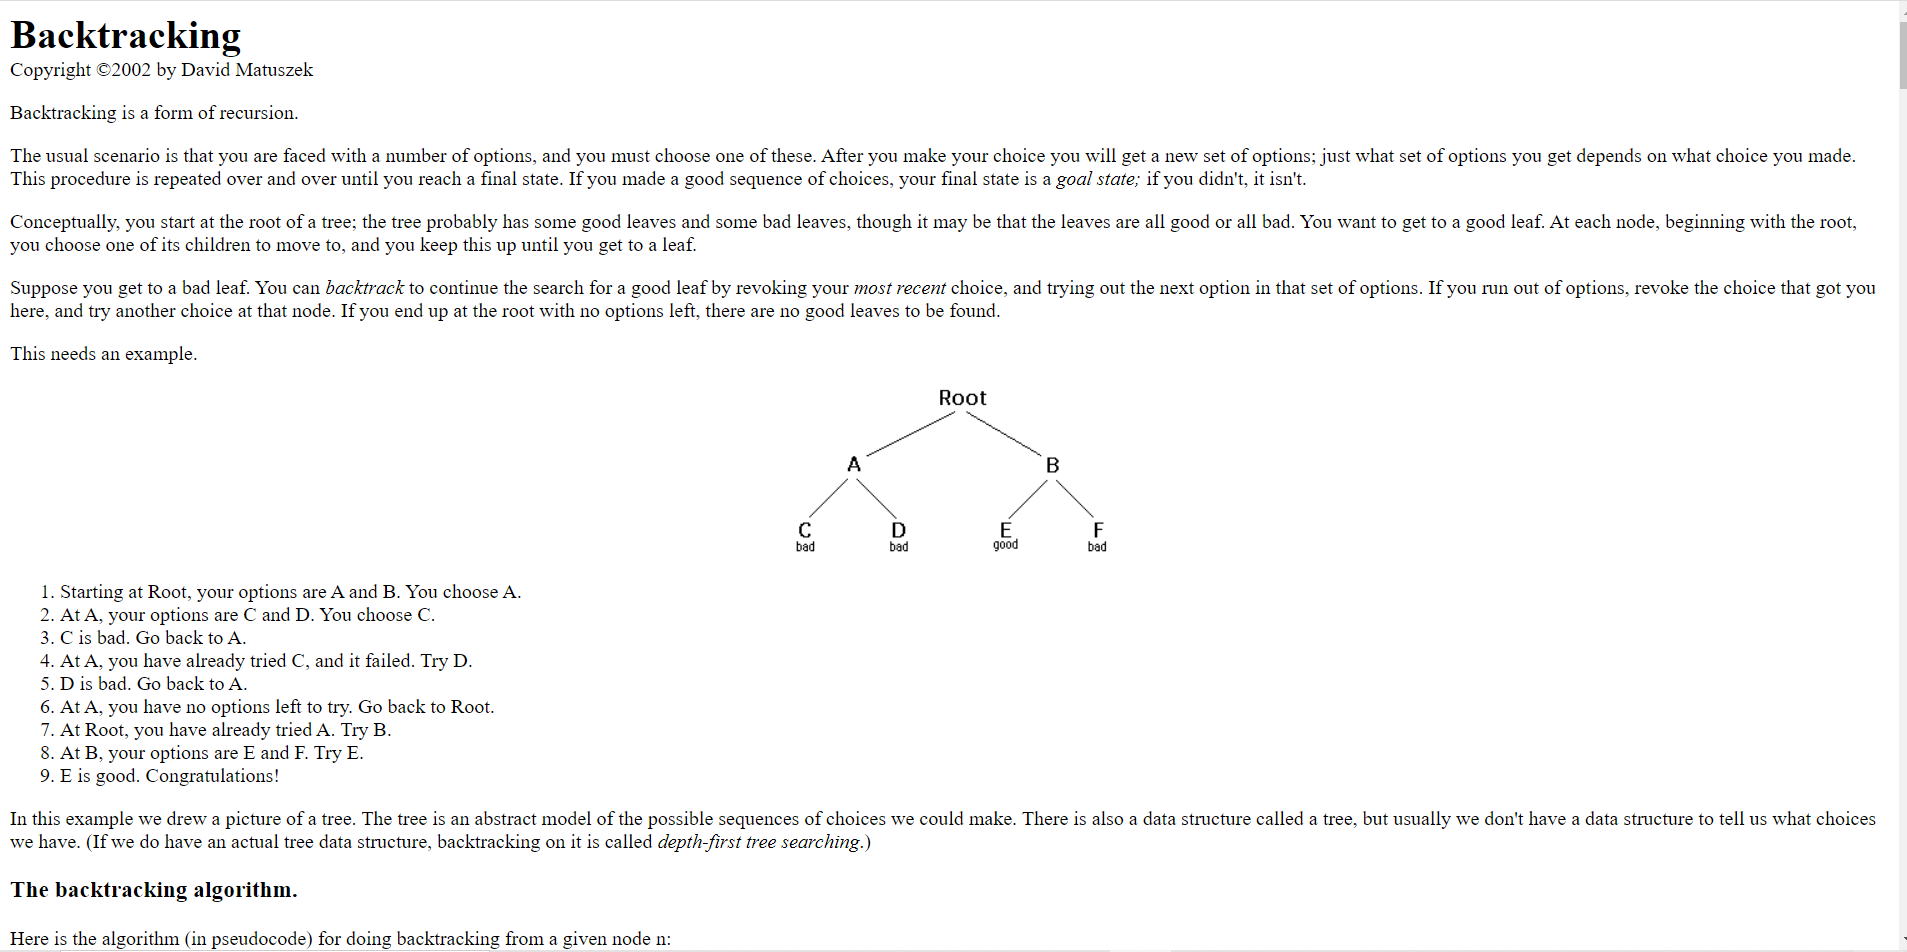 Backtracking
Copyright ©2002 by David Matuszek
Backtracking is a form of recursion.
The usual scenario is that you are faced with a number of options, and you must choose one of these. After you make your choice you will get a new set of options; just what set of options you get depends on what choice you made.
This procedure is repeated over and over until you reach a final state. If you made a good sequence of choices, your final state is a goal state; if you didn't, it isn't.
Conceptually, you start at the root of a tree; the tree probably has some good leaves and some bad leaves, though it may be that the leaves are all good or all bad. You want to get to a good leaf. At each node, beginning with the root,
you choose one of its children to move to, and you keep this up until you get to a leaf.
Suppose you get to a bad leaf. You can backtrack to continue the search for a good leaf by revoking your most recent choice, and trying out the next option in that set of options. If you run out of options, revoke the choice that got you
here, and try another choice at that node. If you end up at the root with no options left, there are no good leaves to be found.
This needs an example.
Root
A B
C D E F
bad bad good bad
1. Starting at Root, your options are A and B. You choose A.
2. At A, your options are C and D. You choose C.
3. C is bad. Go back to A.
4. At A, you have already tried C, and it failed. Try D.
5. D is bad. Go back to A.
6. At A, you have no options left to try. Go back to Root.
7. At Root, you have already tried A. Try B.
8. At B, your options are E and F. Try E.
9. E is good. Congratulations!
In this example we drew a picture of a tree. The tree is an abstract model of the possible sequences of choices we could make. There is also a data structure called a tree, but usually we don't have a data structure to tell us what choices
we have. (If we do have an actual tree data structure, backtracking on it is called depth-first tree searching.)
The backtracking algorithm.
Here is the algorithm (in pseudocode) for doing backtracking from a given node n: